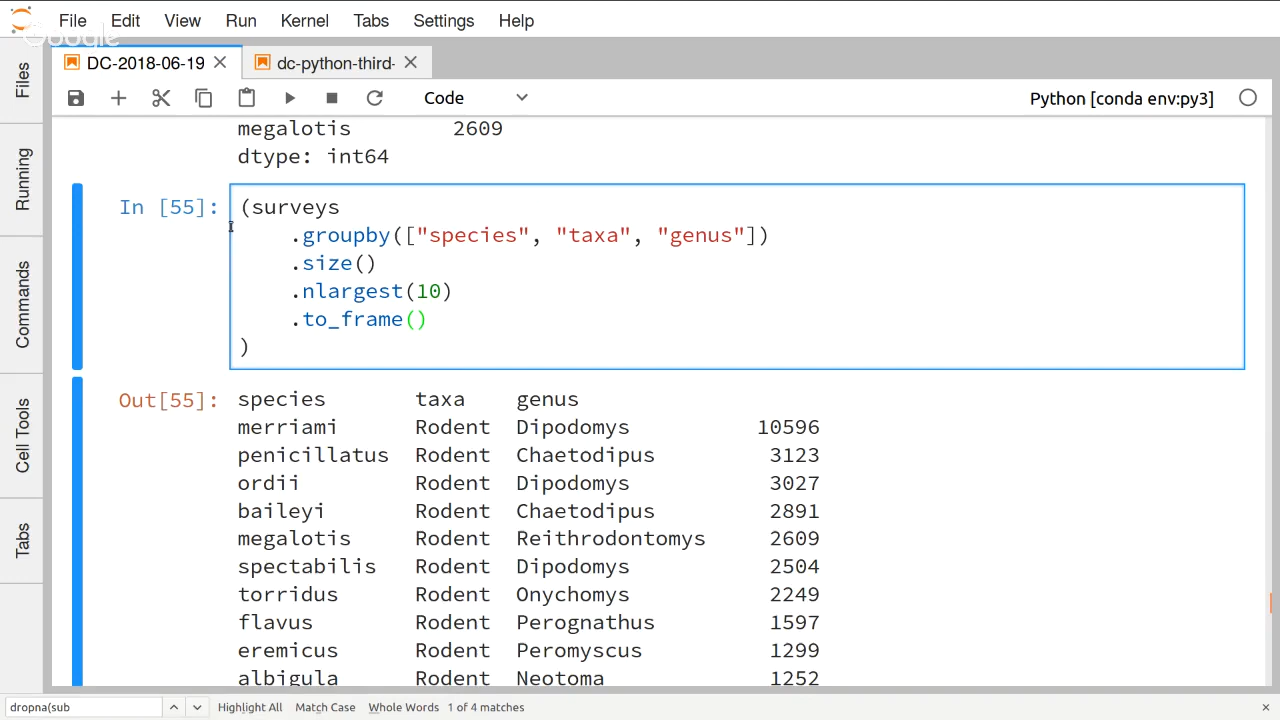 File Edit View Run Kernel Tabs Settings Help
Google
DC-2018-06-19 dc-python-third-
Code Python [conda env:py3]
Files
Running
Commands
Cell Tools
Tabs
megalotis 2609
dtype: int64
In [55]: (surveys
.groupby(["species", "taxa", "genus"])
.size()
.nlargest(10)
.to_frame()
)
Out[55]: species taxa genus
merriami Rodent Dipodomys 10596
penicillatus Rodent Chaetodipus 3123
ordii Rodent Dipodomys 3027
baileyi Rodent Chaetodipus 2891
megalotis Rodent Reithrodontomys 2609
spectabilis Rodent Dipodomys 2504
torridus Rodent Onychomys 2249
flavus Rodent Perognathus 1597
eremicus Rodent Peromyscus 1299
albigula Rodent Neotoma 1252
dropna(sub Highlight All Match Case Whole Words 1 of 4 matches